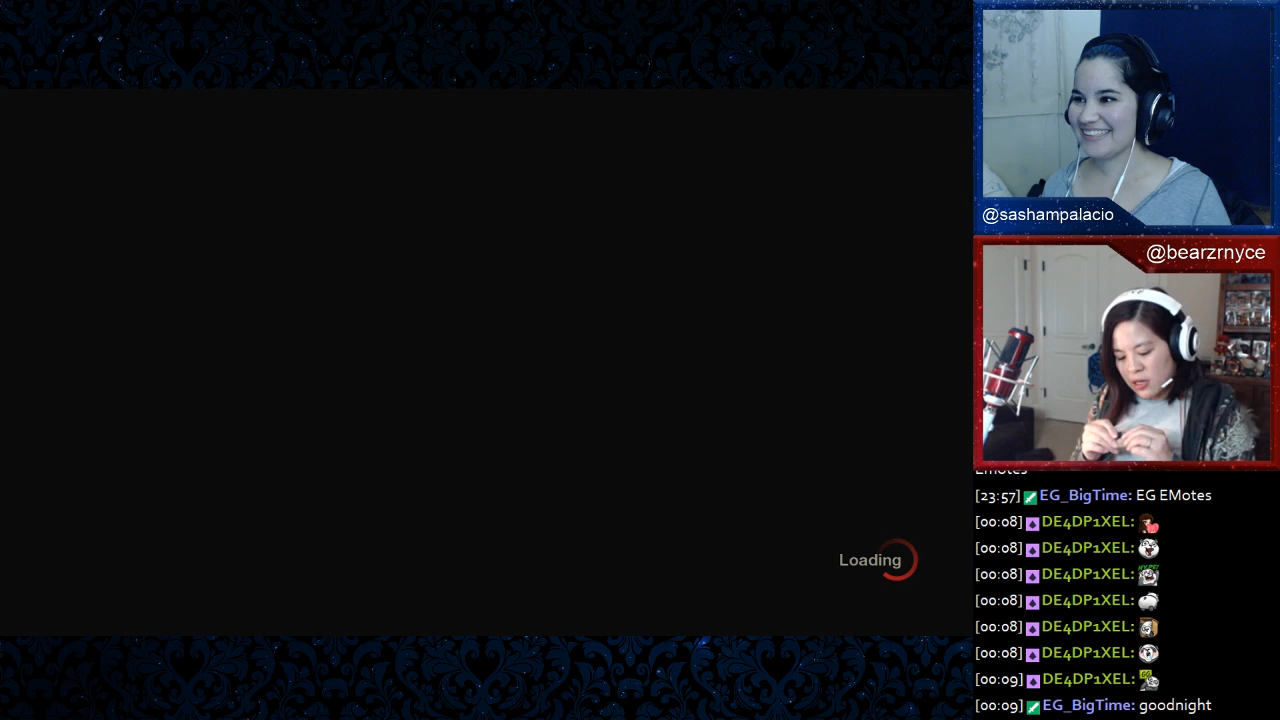 @sashampalacio
@bearzrnyce
Emotes
[23:57] EG_BigTime: EG EMotes
[00:08] DE4DP1XEL:
[00:08] DE4DP1XEL:
[00:08] DE4DP1XEL:
[00:08] DE4DP1XEL:
[00:08] DE4DP1XEL:
[00:08] DE4DP1XEL:
Loading
[00:09] DE4DP1XEL:
[00:09] EG_BigTime: goodnight